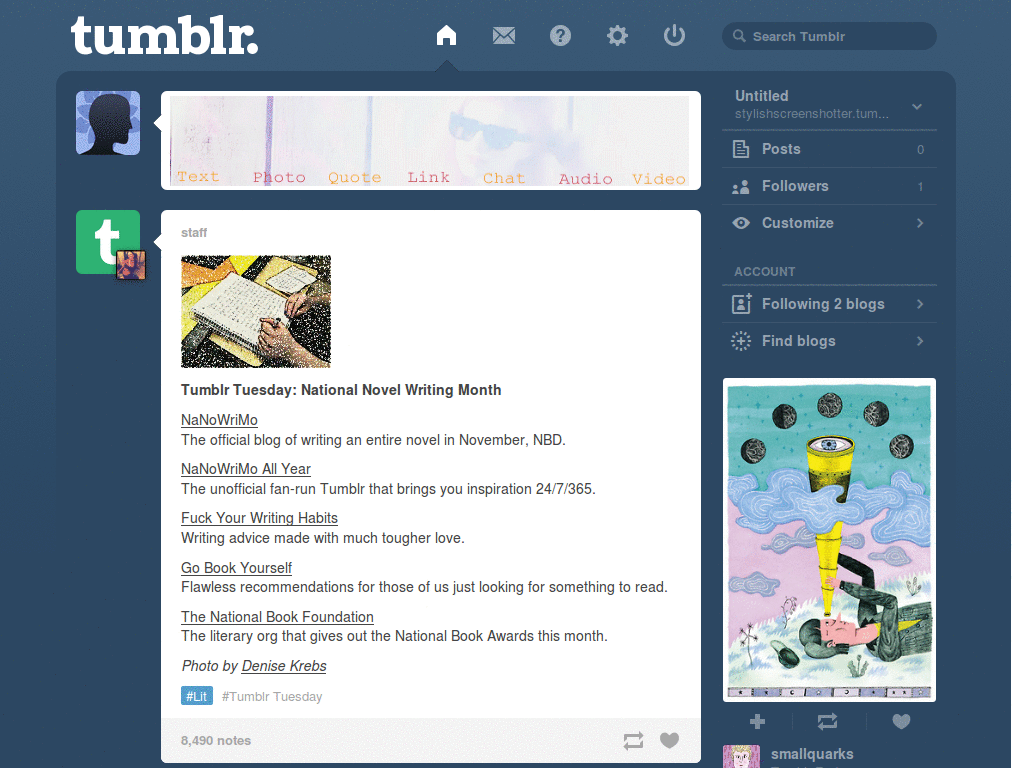 tumblr.
Search Tumblr
Text Photo Quote Link Chat Audio Video
Untitled
stylishscreenshotter.tum...
Posts 0
Followers 1
Customize
ACCOUNT
Following 2 blogs
Find blogs
t
staff
Tumblr Tuesday: National Novel Writing Month
NaNoWriMo
The official blog of writing an entire novel in November, NBD.
NaNoWriMo All Year
The unofficial fan-run Tumblr that brings you inspiration 24/7/365.
Fuck Your Writing Habits
Writing advice made with much tougher love.
Go Book Yourself
Flawless recommendations for those of us just looking for something to read.
The National Book Foundation
The literary org that gives out the National Book Awards this month.
Photo by Denise Krebs
#Lit #Tumblr Tuesday
8,490 notes
smallquarks